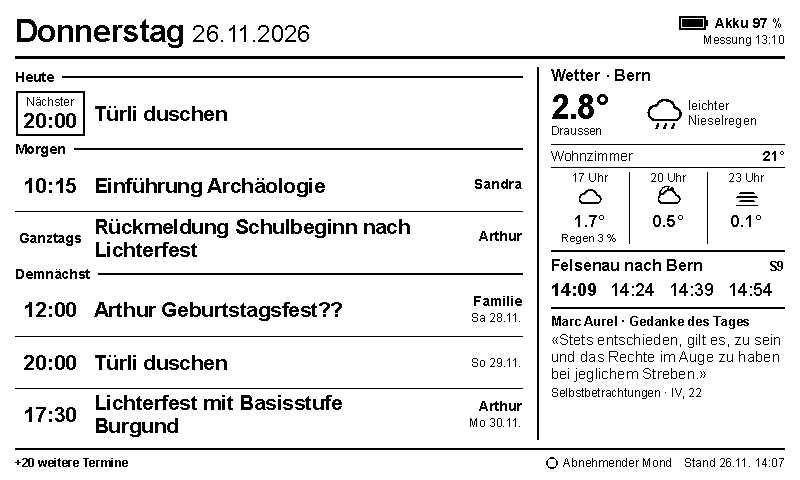 Donnerstag 26.11.2026
Akku 97 %
Messung 13:10
Heute
Nächster
20:00
Türli duschen
Morgen
10:15
Einführung Archäologie
Sandra
Ganztags
Rückmeldung Schulbeginn nach
Lichterfest
Arthur
Demnächst
12:00
Arthur Geburtstagsfest??
Familie
Sa 28.11.
20:00
Türli duschen
So 29.11.
17:30
Lichterfest mit Basisstufe
Burgund
Arthur
Mo 30.11.
Wetter · Bern
2.8°
Draussen
leichter
Nieselregen
Wohnzimmer 21°
17 Uhr
1.7°
Regen 3 %
20 Uhr
0.5°
23 Uhr
0.1°
Felsenau nach Bern S9
14:09 14:24 14:39 14:54
Marc Aurel · Gedanke des Tages
«Stets entschieden, gilt es, zu sein
und das Rechte im Auge zu haben
bei jeglichem Streben.»
Selbstbetrachtungen · IV, 22
+20 weitere Termine
Abnehmender Mond Stand 26.11. 14:07